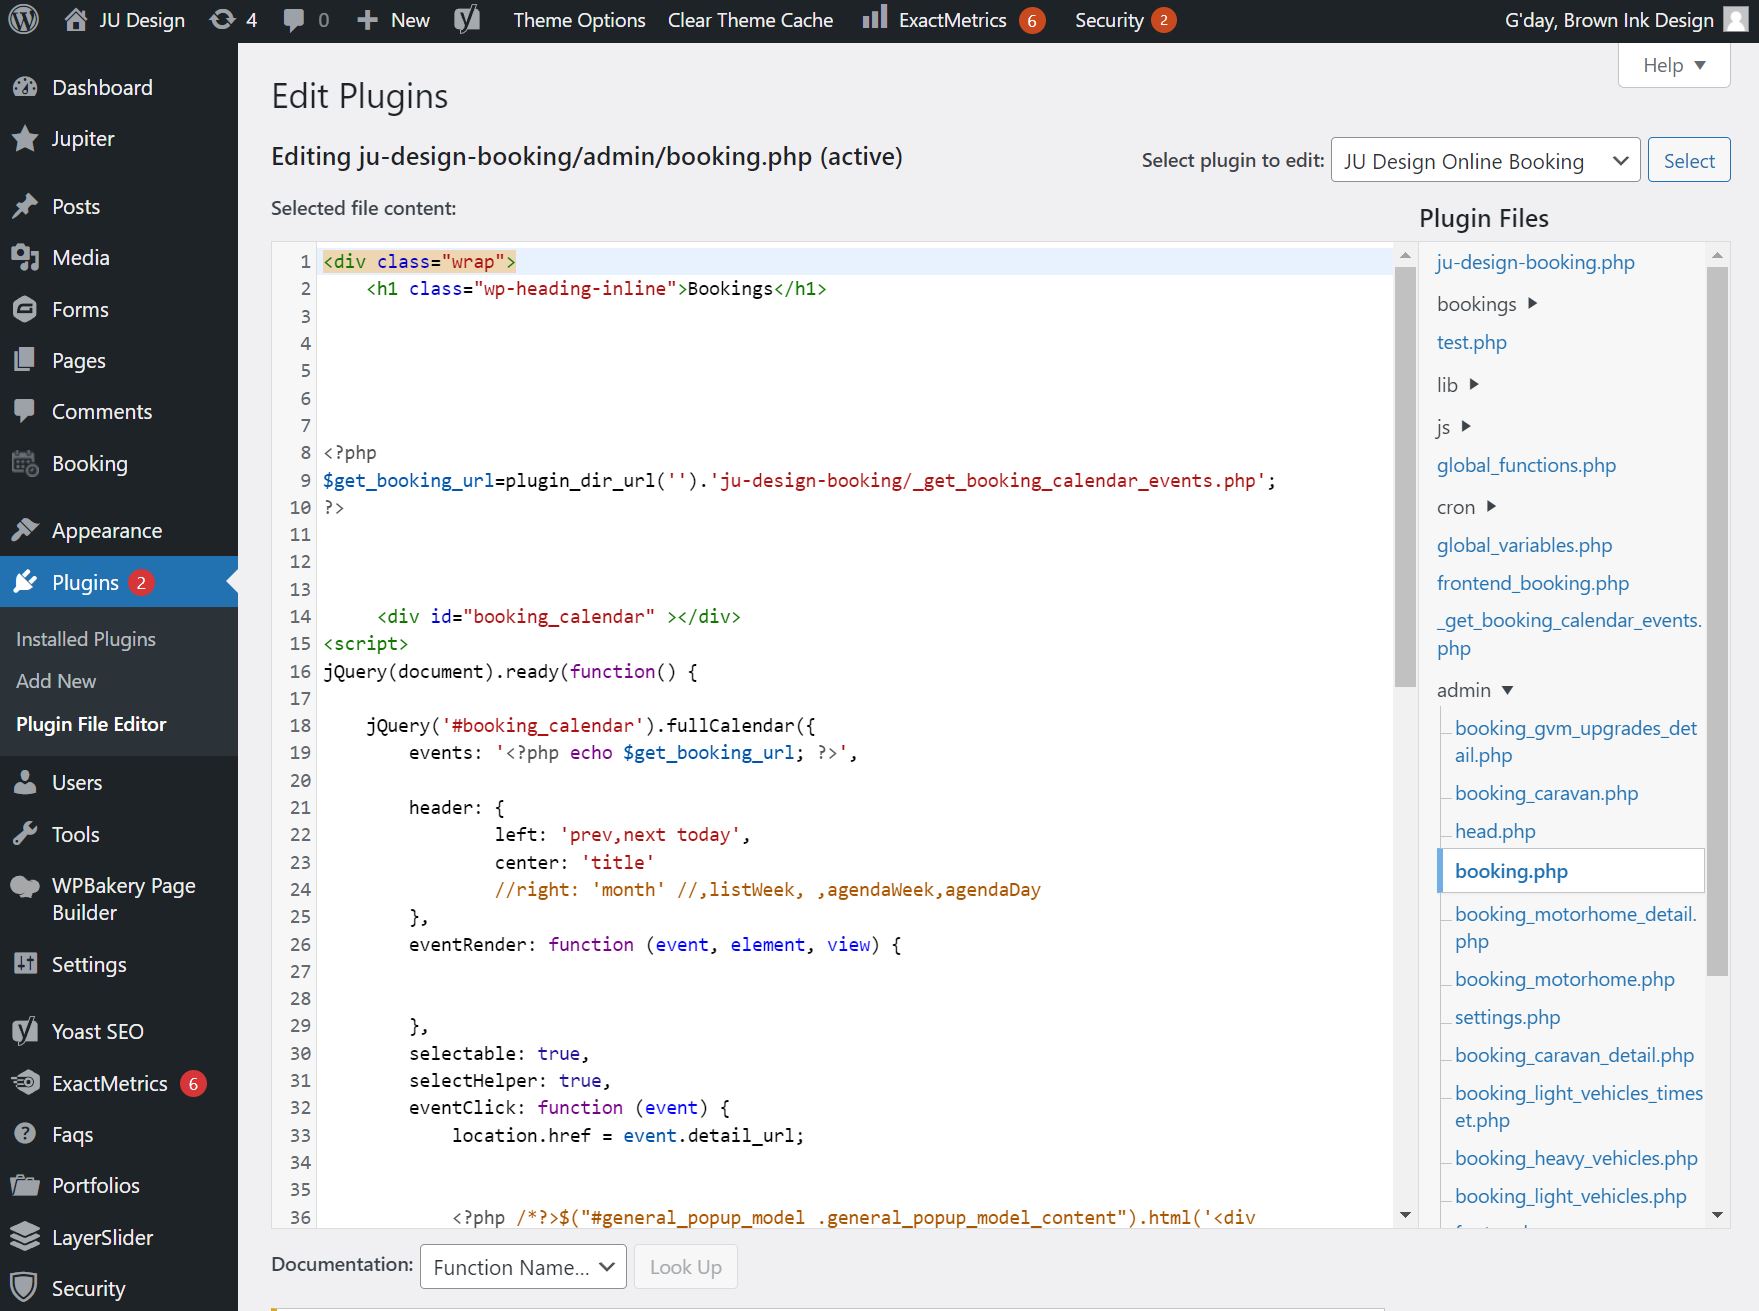 JU Design 4 0 New Theme Options Clear Theme Cache ExactMetrics 6 Security 2 G'day, Brown Ink Design
Help
Dashboard
Jupiter
Posts
Media
Forms
Pages
Comments
Booking
Appearance
Plugins 2
Installed Plugins
Add New
Plugin File Editor
Users
Tools
WPBakery Page
Builder
Settings
Yoast SEO
ExactMetrics 6
Faqs
Portfolios
LayerSlider
Security
Edit Plugins
Editing ju-design-booking/admin/booking.php (active)
Select plugin to edit: JU Design Online Booking Select
Selected file content:
1 <div class="wrap">
2 <h1 class="wp-heading-inline">Bookings</h1>
3
4
5
6
7
8 <?php
9 $get_booking_url=plugin_dir_url('').'ju-design-booking/_get_booking_calendar_events.php';
10 ?>
11
12
13
14 <div id="booking_calendar" ></div>
15 <script>
16 jQuery(document).ready(function() {
17
18 jQuery('#booking_calendar').fullCalendar({
19 events: '<?php echo $get_booking_url; ?>',
20
21 header: {
22 left: 'prev,next today',
23 center: 'title'
24 //right: 'month' //,listWeek, ,agendaWeek,agendaDay
25 },
26 eventRender: function (event, element, view) {
27
28
29 },
30 selectable: true,
31 selectHelper: true,
32 eventClick: function (event) {
33 location.href = event.detail_url;
34
35
36 <?php /*?>$("#general_popup_model .general_popup_model_content").html('<div
Plugin Files
ju-design-booking.php
bookings
test.php
lib
js
global_functions.php
cron
global_variables.php
frontend_booking.php
_get_booking_calendar_events.
php
admin
booking_gvm_upgrades_det
ail.php
booking_caravan.php
head.php
booking.php
booking_motorhome_detail.
php
booking_motorhome.php
settings.php
booking_caravan_detail.php
booking_light_vehicles_times
et.php
booking_heavy_vehicles.php
booking_light_vehicles.php
Documentation: Function Name... Look Up